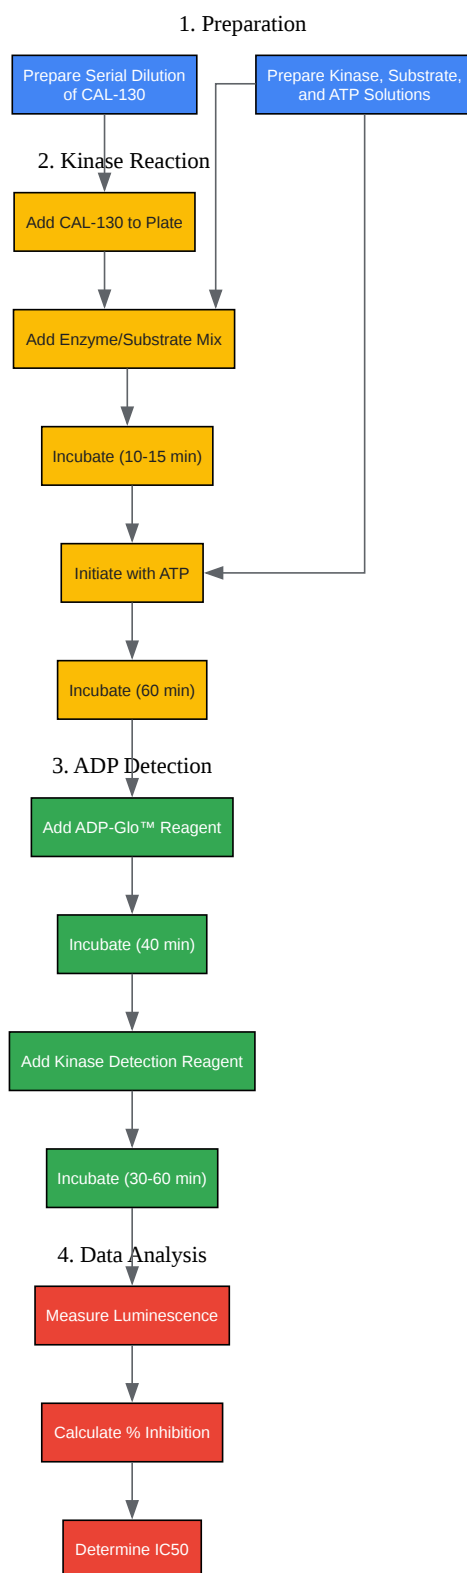 1. Preparation
Prepare Serial Dilution
of CAL-130
Prepare Kinase, Substrate,
and ATP Solutions
2. Kinase Reaction
Add CAL-130 to Plate
Add Enzyme/Substrate Mix
Incubate (10-15 min)
Initiate with ATP
Incubate (60 min)
3. ADP Detection
Add ADP-Glo™ Reagent
Incubate (40 min)
Add Kinase Detection Reagent
Incubate (30-60 min)
4. Data Analysis
Measure Luminescence
Calculate % Inhibition
Determine IC50